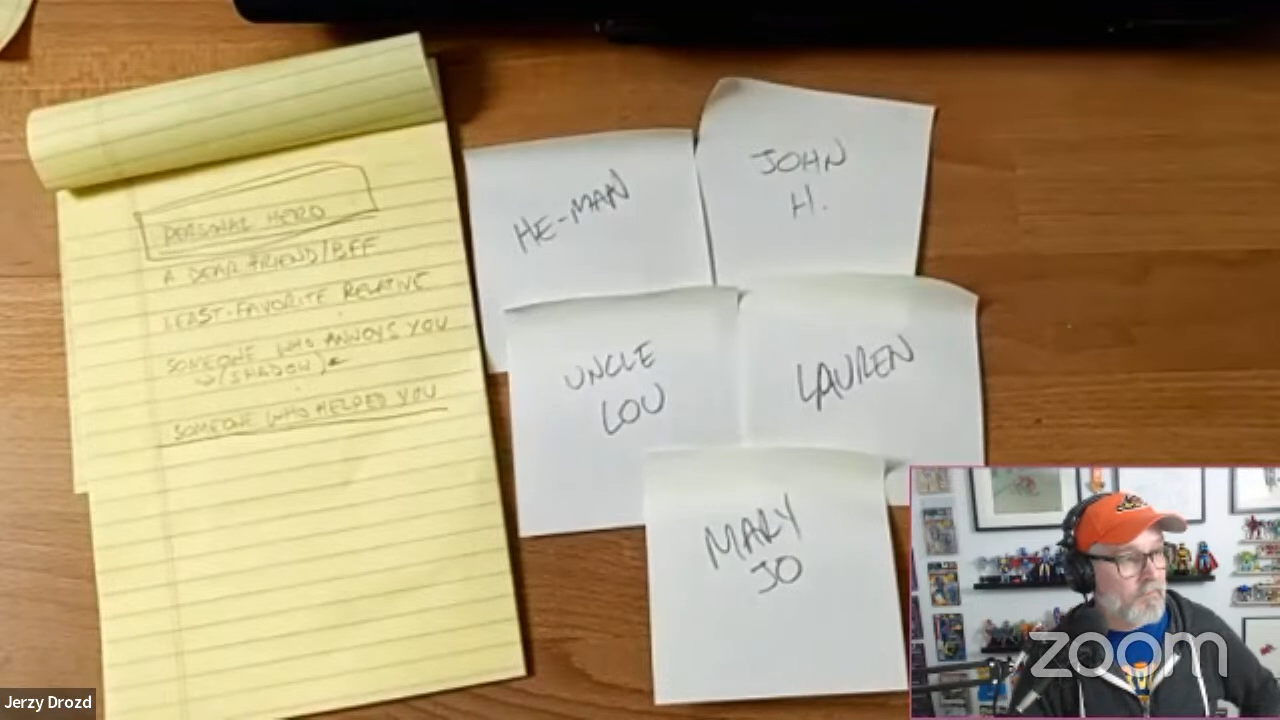 PERSONAL HERO
A DEAR FRIEND/BFF
LEAST-FAVORITE RELATIVE
SOMEONE WHO ANNOYS YOU
(SHADOW)
SOMEONE WHO HELPED YOU
HE-MAN
JOHN
H.
UNCLE
LOU
LAUREN
MARY
JO
zoom
Jerzy Drozd